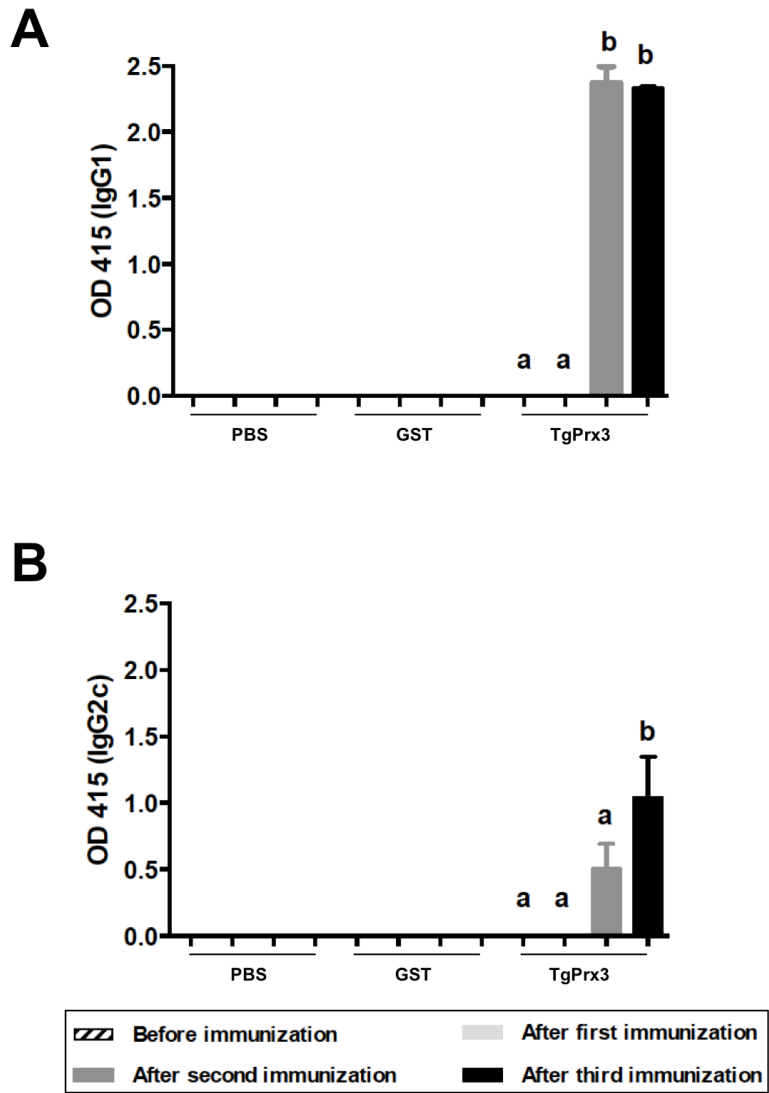 A
b b
2.5
2.0
1.5
1.0
0.5
0.0
OD 415 (IgG1)
a a
PBS GST TgPrx3
B
2.5
2.0
1.5
1.0
0.5
0.0
OD 415 (IgG2c)
b
a
a a
PBS GST TgPrx3
Before immunization After first immunization
After second immunization After third immunization